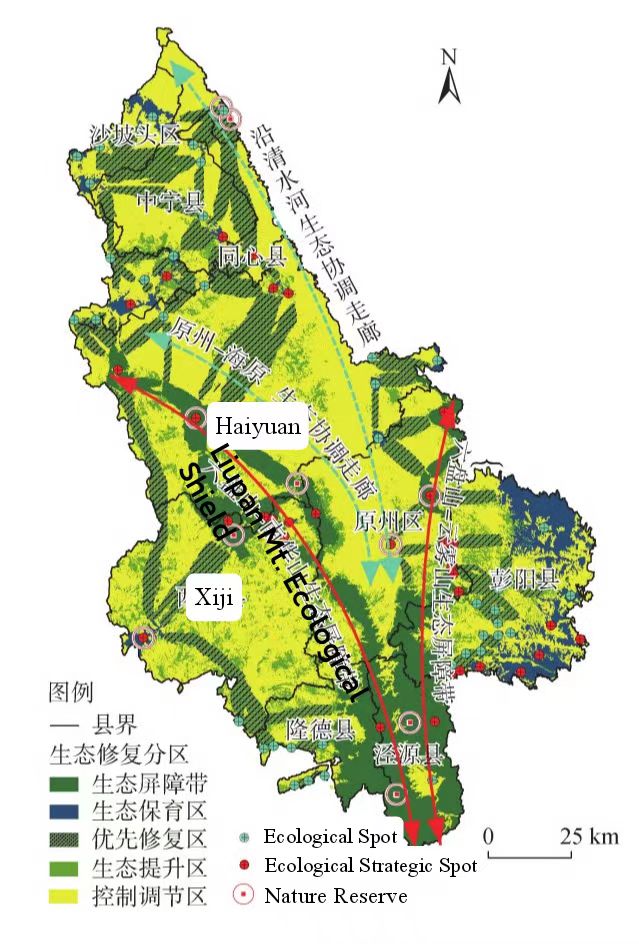 N
沙坡头区
中宁县
同心县
沿清水河生态协调走廊
原州-海原 生态协调走廊
Haiyuan
Liupan Mt. Ecological
Shield
原州区
六盘山-云雾山生态屏障带
彭阳县
Xiji
隆德县
泾源县
图例
县界
生态修复分区
生态屏障带
生态保育区
优先修复区
生态提升区
控制调节区
Ecological Spot
Ecological Strategic Spot
Nature Reserve
0 25 km